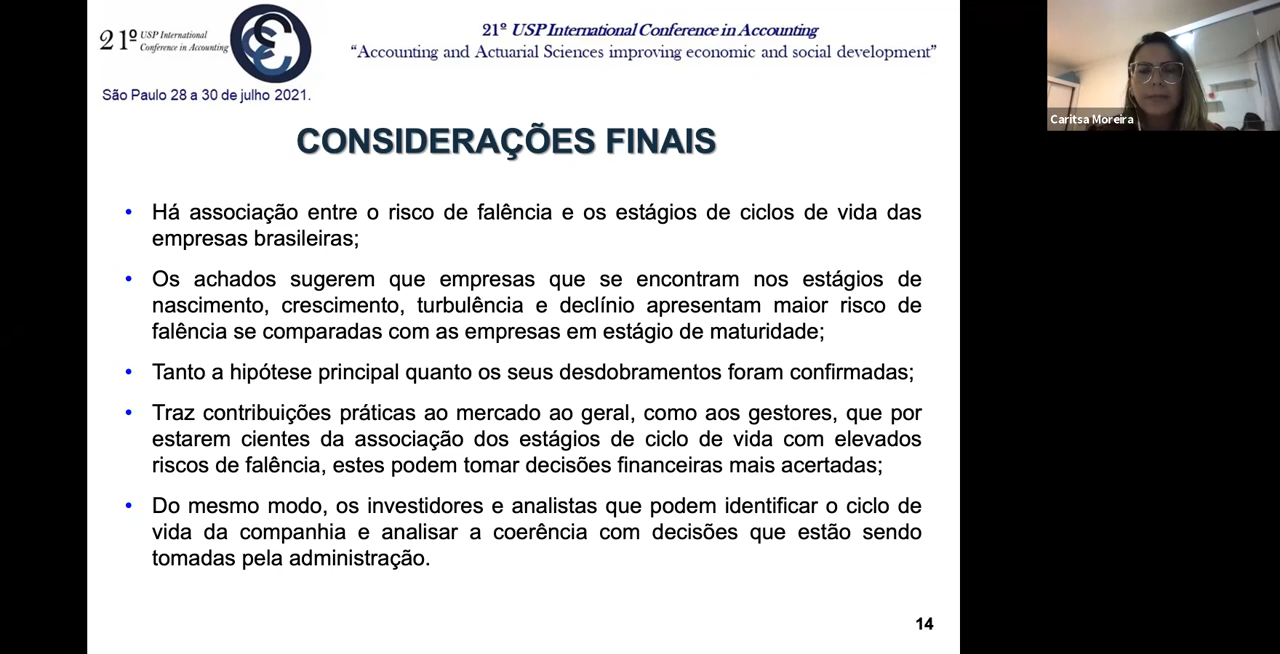 21º USP International
Conference in Accounting
21º USP International Conference in Accounting
“Accounting and Actuarial Sciences improving economic and social development”
São Paulo 28 a 30 de julho 2021.
Caritsa Moreira
CONSIDERAÇÕES FINAIS
• Há associação entre o risco de falência e os estágios de ciclos de vida das
empresas brasileiras;
• Os achados sugerem que empresas que se encontram nos estágios de
nascimento, crescimento, turbulência e declínio apresentam maior risco de
falência se comparadas com as empresas em estágio de maturidade;
• Tanto a hipótese principal quanto os seus desdobramentos foram confirmadas;
• Traz contribuições práticas ao mercado ao geral, como aos gestores, que por
estarem cientes da associação dos estágios de ciclo de vida com elevados
riscos de falência, estes podem tomar decisões financeiras mais acertadas;
• Do mesmo modo, os investidores e analistas que podem identificar o ciclo de
vida da companhia e analisar a coerência com decisões que estão sendo
tomadas pela administração.
14